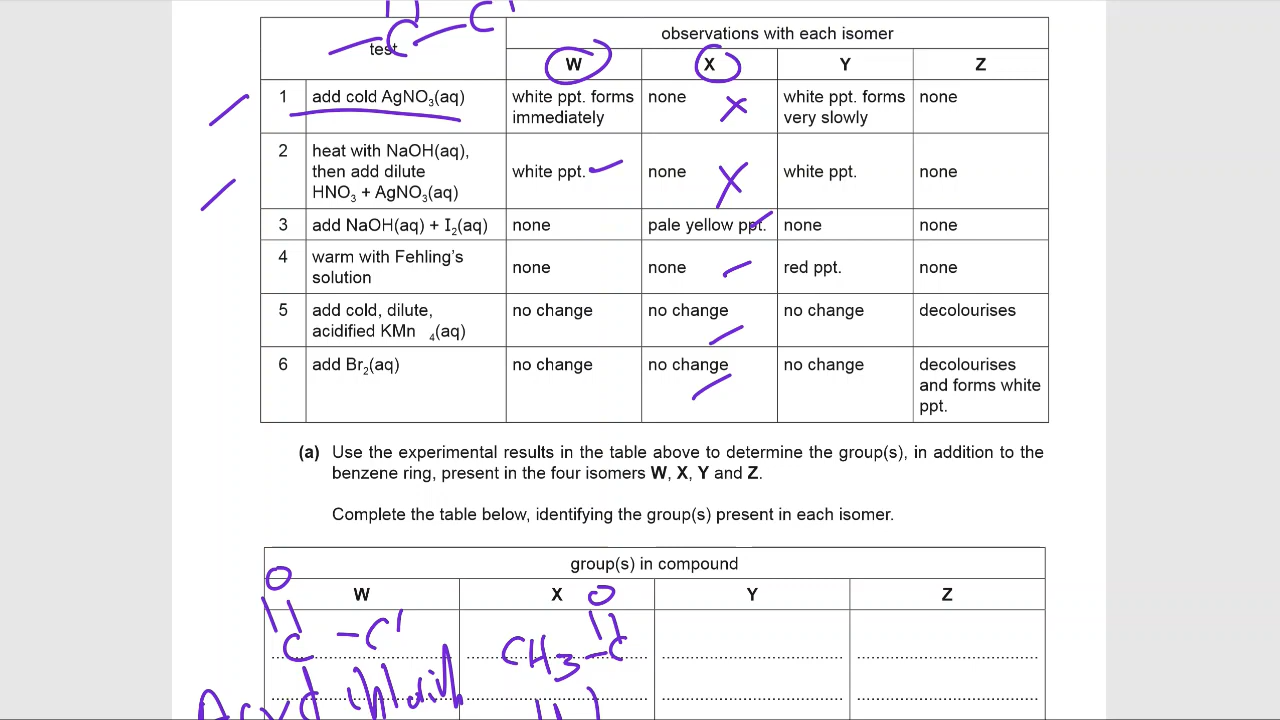 O
C — Cl
test
observations with each isomer
W X Y Z
1 add cold AgNO3(aq) white ppt. forms immediately none white ppt. forms very slowly none
2 heat with NaOH(aq), then add dilute HNO3 + AgNO3(aq) white ppt. none white ppt. none
3 add NaOH(aq) + I2(aq) none pale yellow ppt. none none
4 warm with Fehling's solution none none red ppt. none
5 add cold, dilute, acidified KMn 4(aq) no change no change no change decolourises
6 add Br2(aq) no change no change no change decolourises and forms white ppt.
(a) Use the experimental results in the table above to determine the group(s), in addition to the
benzene ring, present in the four isomers W, X, Y and Z.
Complete the table below, identifying the group(s) present in each isomer.
group(s) in compound
W X Y Z
O O
C –Cl CH3 –C